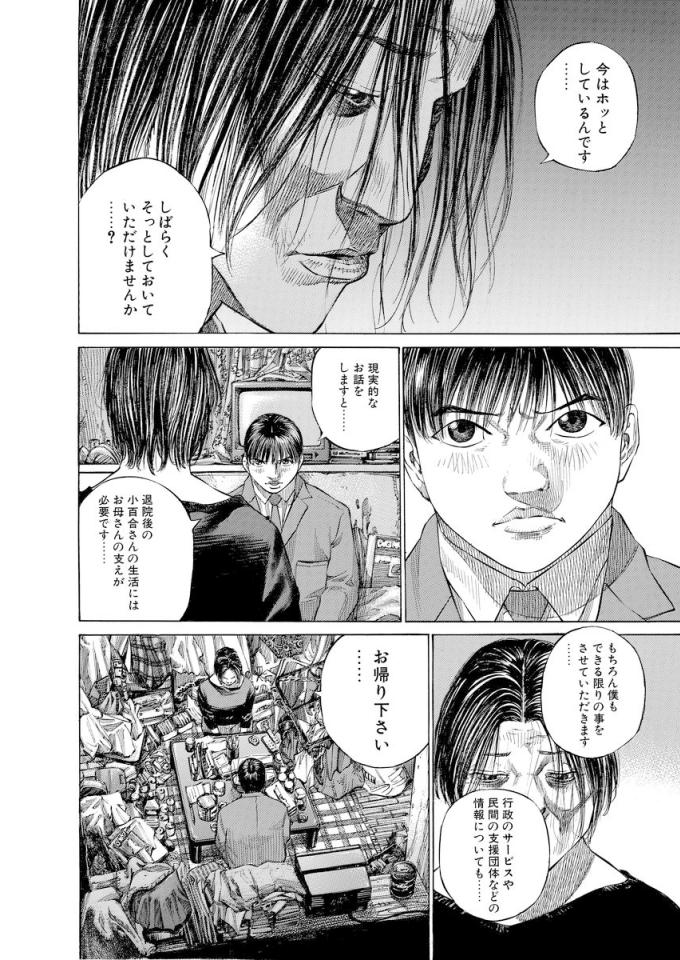 今はホッと
しているんです
……
しばらく
そっとしておいて
いただけませんか
……?
現実的な
お話を
しますと……
退院後の
小百合さんの生活には
お母さんの支えが
必要です……
もちろん僕も
できる限りの事を
させていただきます
……
行政のサービスや
民間の支援団体などの
情報についても……
お帰り下さい
……